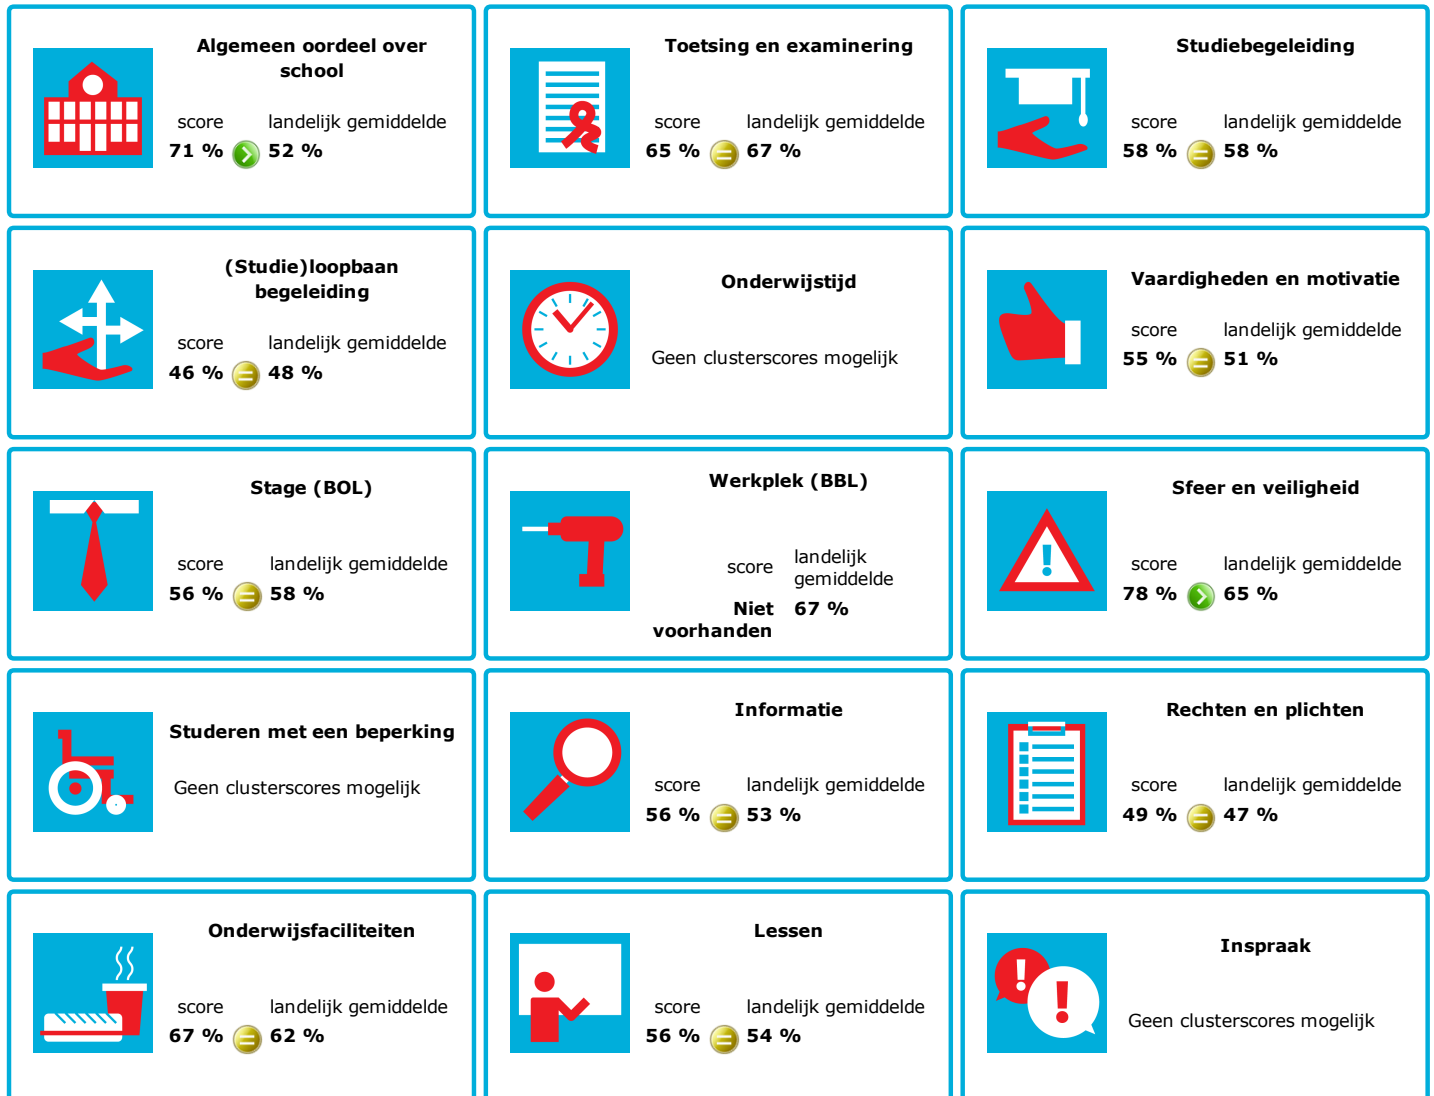 Algemeen oordeel over
school
score landelijk gemiddelde
71 % 52 %
Toetsing en examinering
score landelijk gemiddelde
65 % = 67 %
Studiebegeleiding
score landelijk gemiddelde
58 % = 58 %
(Studie)loopbaan
begeleiding
score landelijk gemiddelde
46 % = 48 %
Onderwijstijd
Geen clusterscores mogelijk
Vaardigheden en motivatie
score landelijk gemiddelde
55 % = 51 %
Stage (BOL)
score landelijk gemiddelde
56 % = 58 %
Werkplek (BBL)
score landelijk
gemiddelde
Niet 67 %
voorhanden
!
Sfeer en veiligheid
score landelijk gemiddelde
78 % 65 %
Studeren met een beperking
Geen clusterscores mogelijk
Informatie
score landelijk gemiddelde
56 % = 53 %
Rechten en plichten
score landelijk gemiddelde
49 % = 47 %
Onderwijsfaciliteiten
score landelijk gemiddelde
67 % = 62 %
Lessen
score landelijk gemiddelde
56 % = 54 %
! !
Inspraak
Geen clusterscores mogelijk